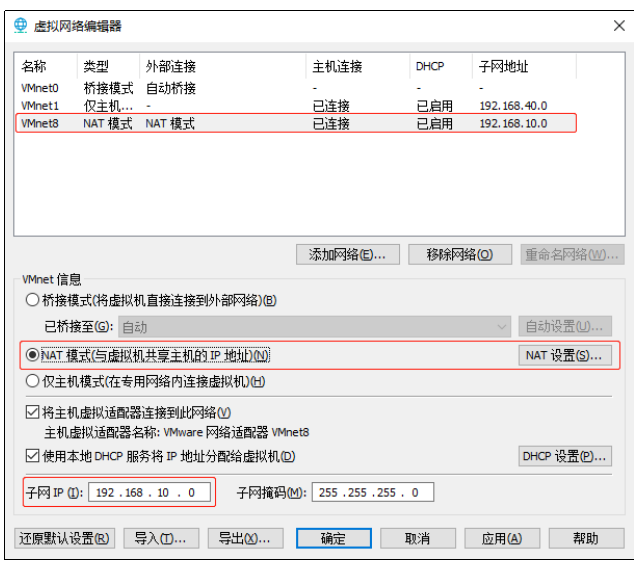 虚拟网络编辑器
名称 类型 外部连接 主机连接 DHCP 子网地址
VMnet0 桥接模式 自动桥接 - - -
VMnet1 仅主机... - 已连接 已启用 192.168.40.0
VMnet8 NAT 模式 NAT 模式 已连接 已启用 192.168.10.0
添加网络(E)... 移除网络(O) 重命名网络(W)...
VMnet 信息
桥接模式(将虚拟机直接连接到外部网络)(B)
已桥接至(G): 自动 自动设置(U)...
NAT 模式(与虚拟机共享主机的 IP 地址)(N) NAT 设置(S)...
仅主机模式(在专用网络内连接虚拟机)(H)
将主机虚拟适配器连接到此网络(V)
主机虚拟适配器名称: VMware 网络适配器 VMnet8
使用本地 DHCP 服务将 IP 地址分配给虚拟机(D) DHCP 设置(P)...
子网 IP (I): 192 . 168 . 10 . 0 子网掩码(M): 255 . 255 . 255 . 0
还原默认设置(R) 导入(T)... 导出(X)... 确定 取消 应用(A) 帮助